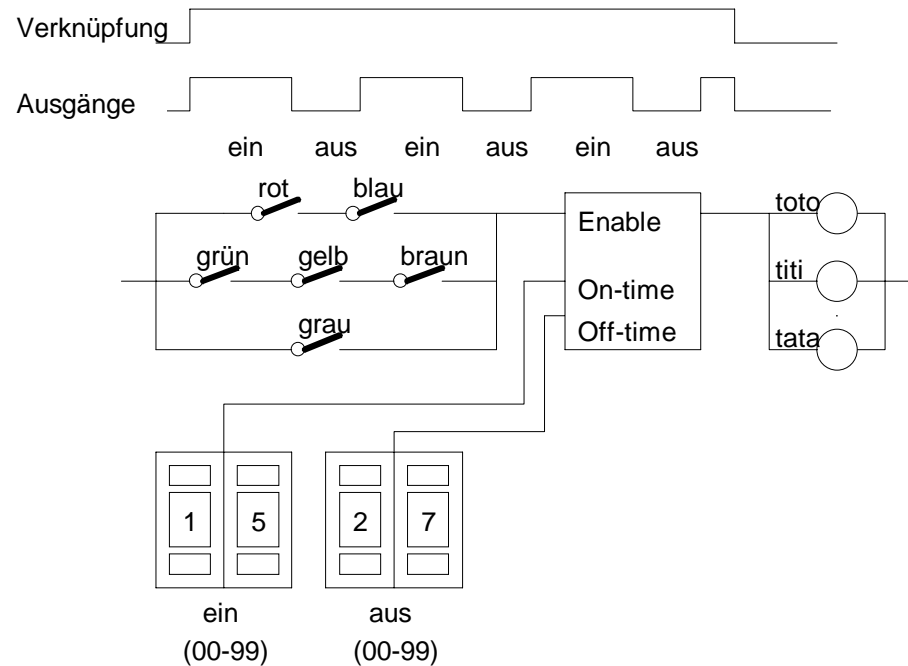 Verknüpfung
Ausgänge
ein aus ein aus ein aus
rot blau
toto
Enable
grün gelb braun
titi
On-time
grau
Off-time
tata
1 5 2 7
ein aus
(00-99) (00-99)